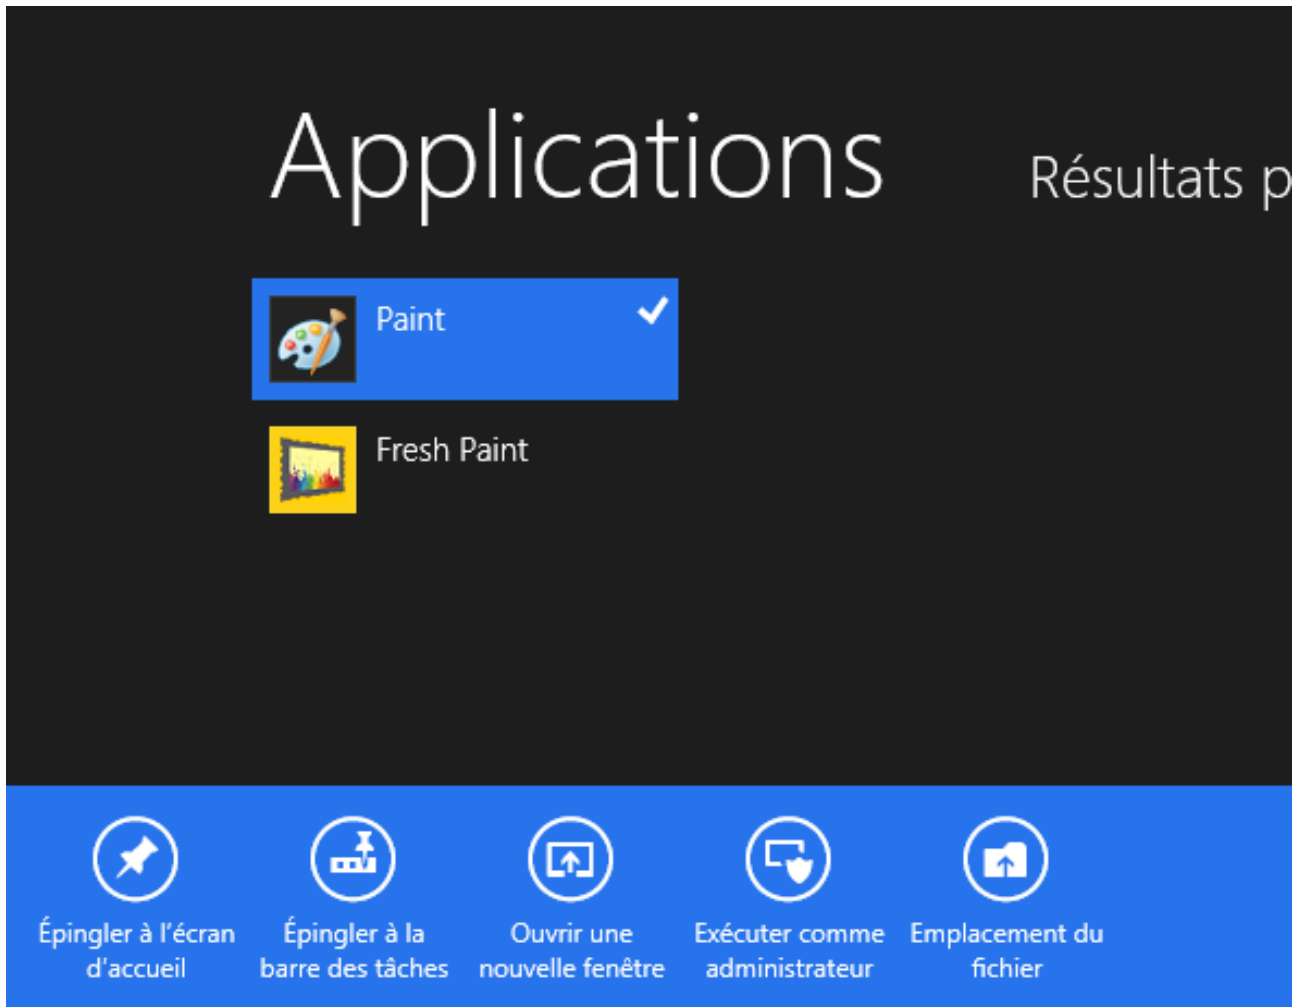 Applications
Résultats p
Paint
Fresh Paint
Épingler à l'écran
d'accueil
Épingler à la
barre des tâches
Ouvrir une
nouvelle fenêtre
Exécuter comme
administrateur
Emplacement du
fichier